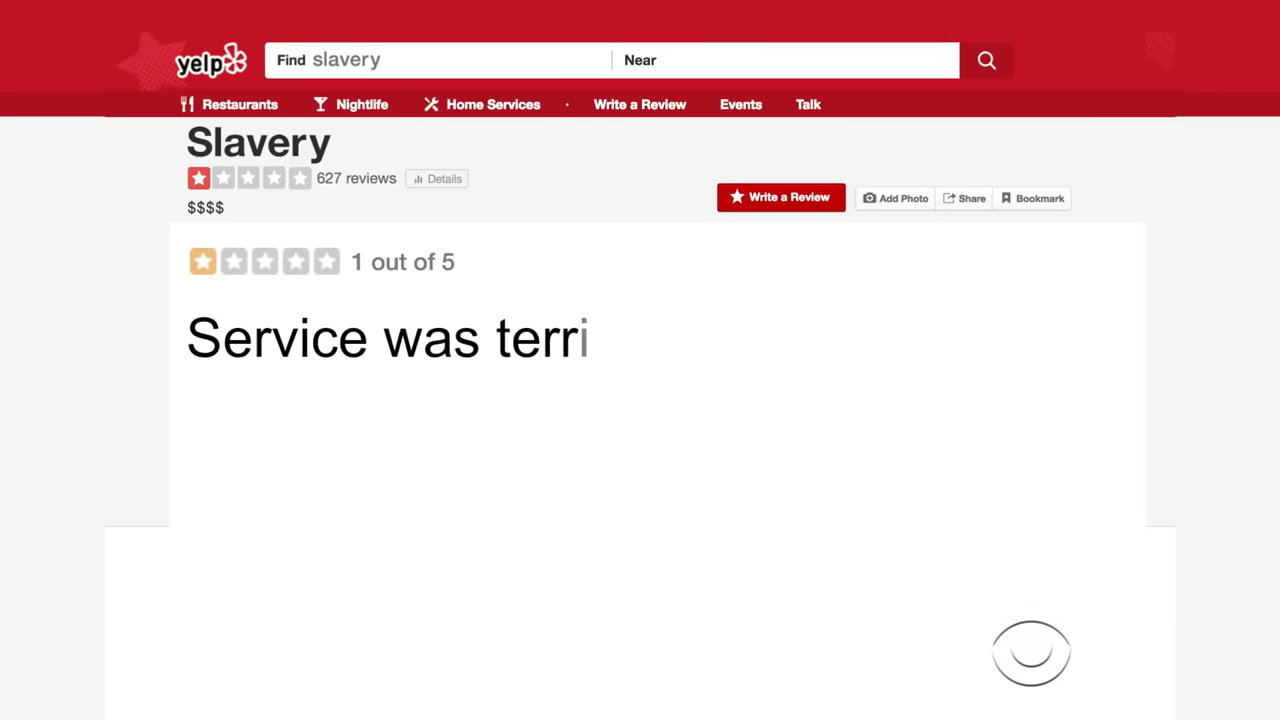 yelp
Find slavery Near
Restaurants Nightlife Home Services · Write a Review Events Talk
Slavery
627 reviews Details
$$$$
Write a Review Add Photo Share Bookmark
1 out of 5
Service was terri